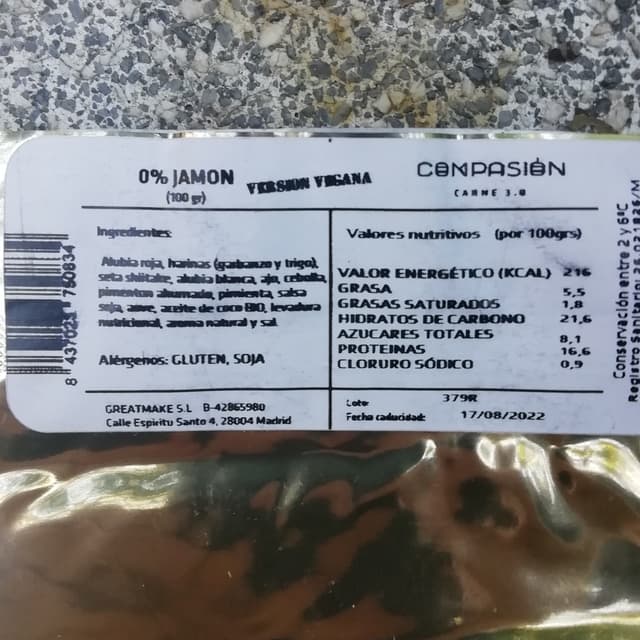 0% JAMON
(100 gr)
VERSION VEGANA
COMPASIÓN
CARNE 3.0
Ingredientes:
Alubia roja, harinas (garbanzo y trigo),
seta shiitake, alubia blanca, ajo, cebolla,
pimenton ahumado, pimienta, salsa
soja, aove, aceite de coco BIO, levadura
nutricional, aroma natural y sal.
Alérgenos: GLUTEN, SOJA
Valores nutritivos (por 100grs)
VALOR ENERGÉTICO (KCAL) 216
GRASA 5,5
GRASAS SATURADOS 1,8
HIDRATOS DE CARBONO 21,6
AZUCARES TOTALES 8,1
PROTEINAS 16,6
CLORURO SÓDICO 0,9
GREATMAKE S.L B-42865980
Calle Espiritu Santo 4, 28004 Madrid
Lote: 379R
Fecha caducidad: 17/08/2022
Conservación entre 2 y 6ºC
Registro